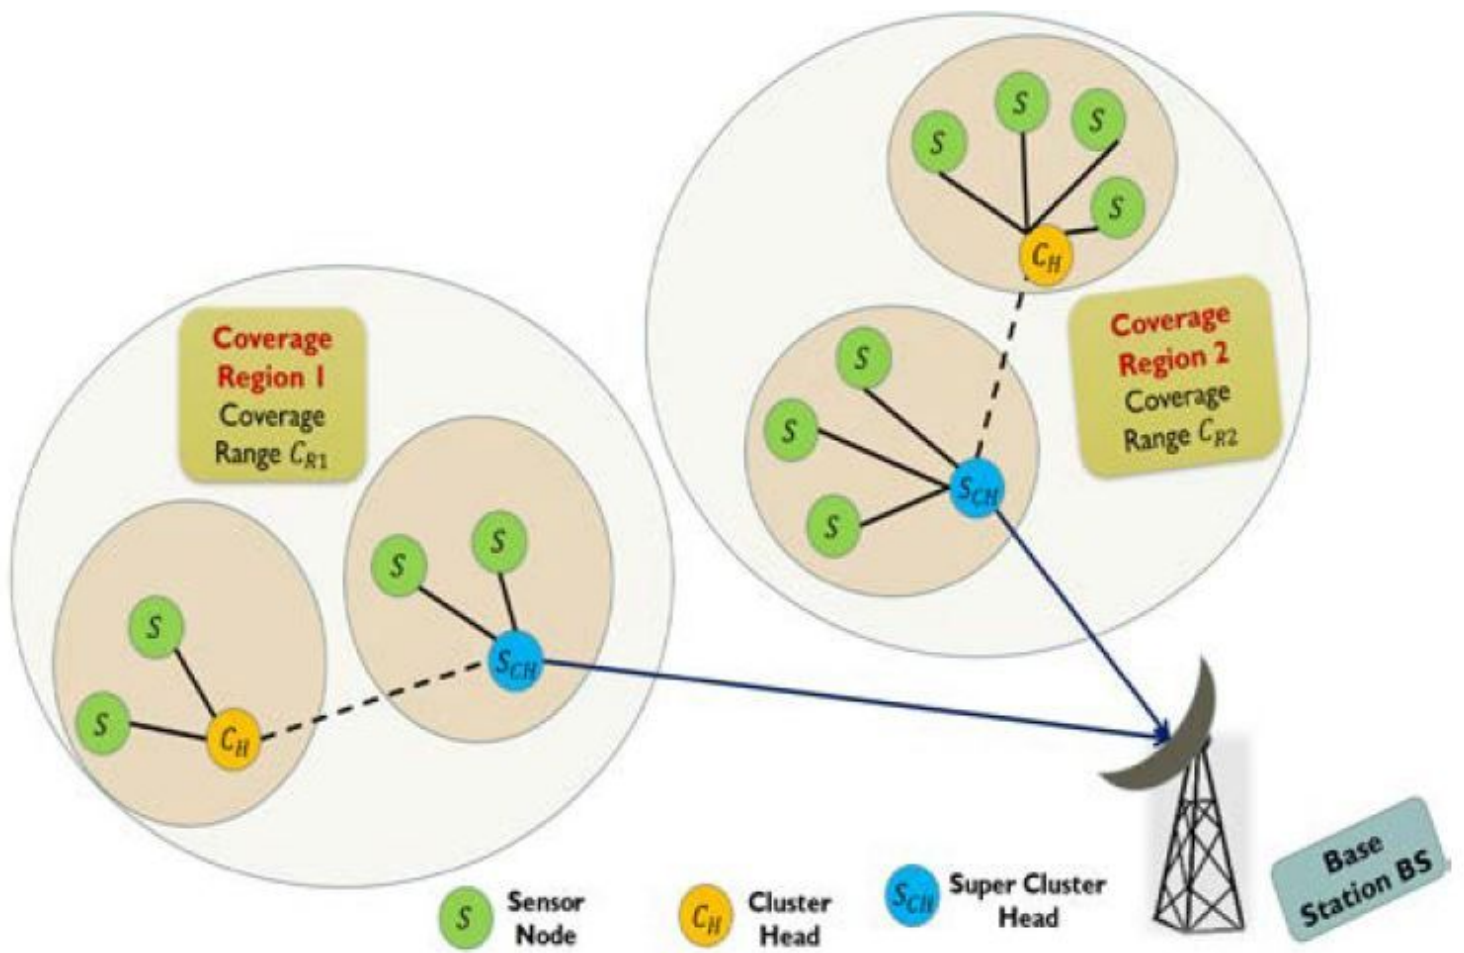 S
S
S
S
C_H
Coverage
Region 2
Coverage
Range C_R2
S
S
S
S_CH
Coverage
Region 1
Coverage
Range C_R1
S
S
S_CH
S
S
C_H
Base
Station BS
S
Sensor
Node
C_H
Cluster
Head
S_CH
Super Cluster
Head